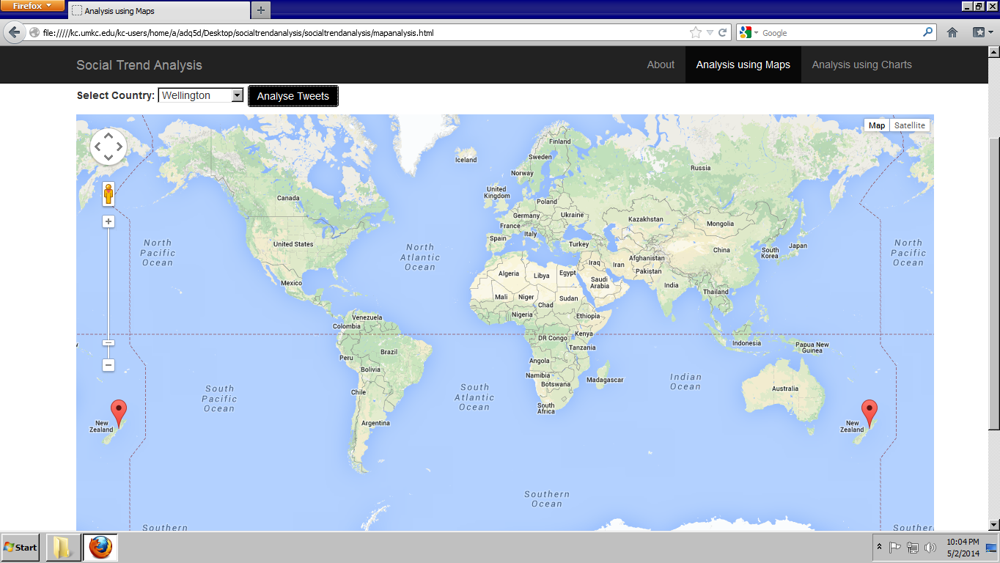 Firefox
Analysis using Maps
file://///kc.umkc.edu/kc-users/home/a/adq5d/Desktop/socialtrendanalysis/socialtrendanalysis/mapanalysis.html
Google
Social Trend Analysis
About
Analysis using Maps
Analysis using Charts
Select Country: Wellington
Analyse Tweets
Map
Satellite
Finland
Iceland
Sweden
Russia
Norway
United
Kingdom
Canada
Poland
Germany
Ukraine
Kazakhstan
Mongolia
France
Italy
Spain
United States
Turkey
Japan
South
Korea
China
North
Pacific
Ocean
North
Atlantic
Ocean
North
Pacific
Ocean
Iraq
Iran
Afghanistan
Pakistan
Algeria
Libya
Egypt
Saudi
Arabia
India
Mexico
Thailand
Mali
Niger
Chad
Sudan
Nigeria
Ethiopia
Venezuela
Colombia
DR Congo
Kenya
Indonesia
Papua New
Guinea
Tanzania
Peru
Brazil
Angola
Bolivia
Namibia
Botswana
Madagascar
Indian
Ocean
Australia
South
Pacific
Ocean
Chile
South
Atlantic
Ocean
South
Africa
Argentina
New
Zealand
New
Zealand
Southern
Ocean
Southern
Southern
Start
10:04 PM
5/2/2014